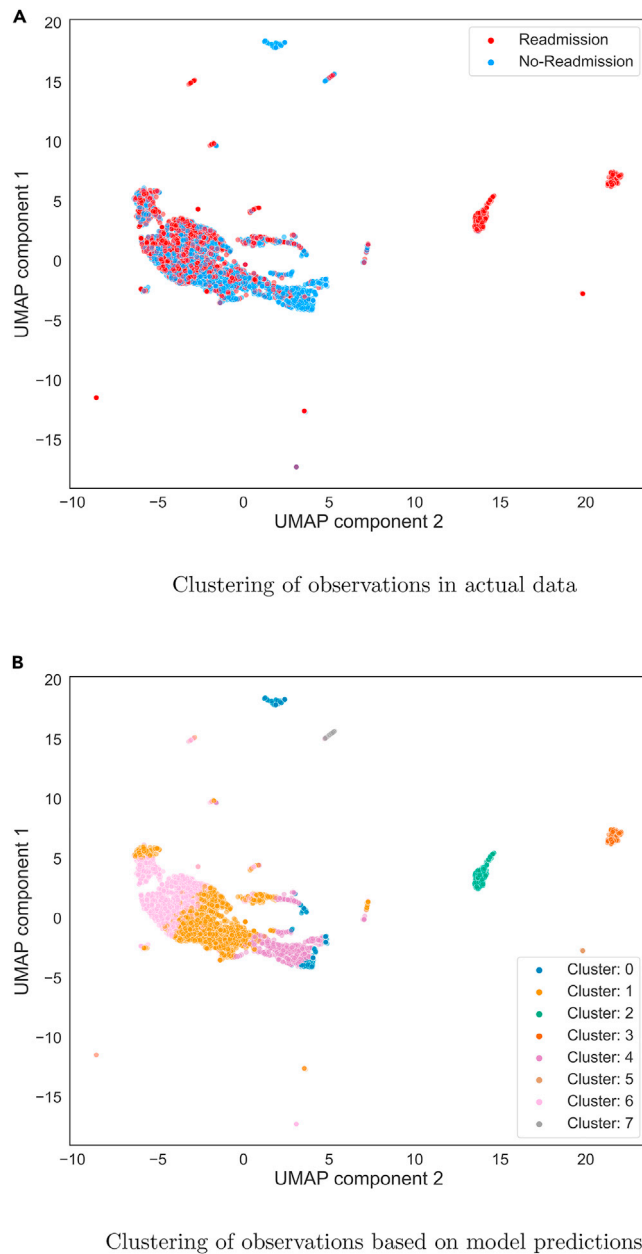 A
20
15
10
5
0
−5
−10
−15
UMAP component 1
Readmission
No-Readmission
−10 −5 0 5 10 15 20
UMAP component 2
Clustering of observations in actual data
B
20
15
10
5
0
−5
−10
−15
UMAP component 1
Cluster: 0
Cluster: 1
Cluster: 2
Cluster: 3
Cluster: 4
Cluster: 5
Cluster: 6
Cluster: 7
−10 −5 0 5 10 15 20
UMAP component 2
Clustering of observations based on model predictions